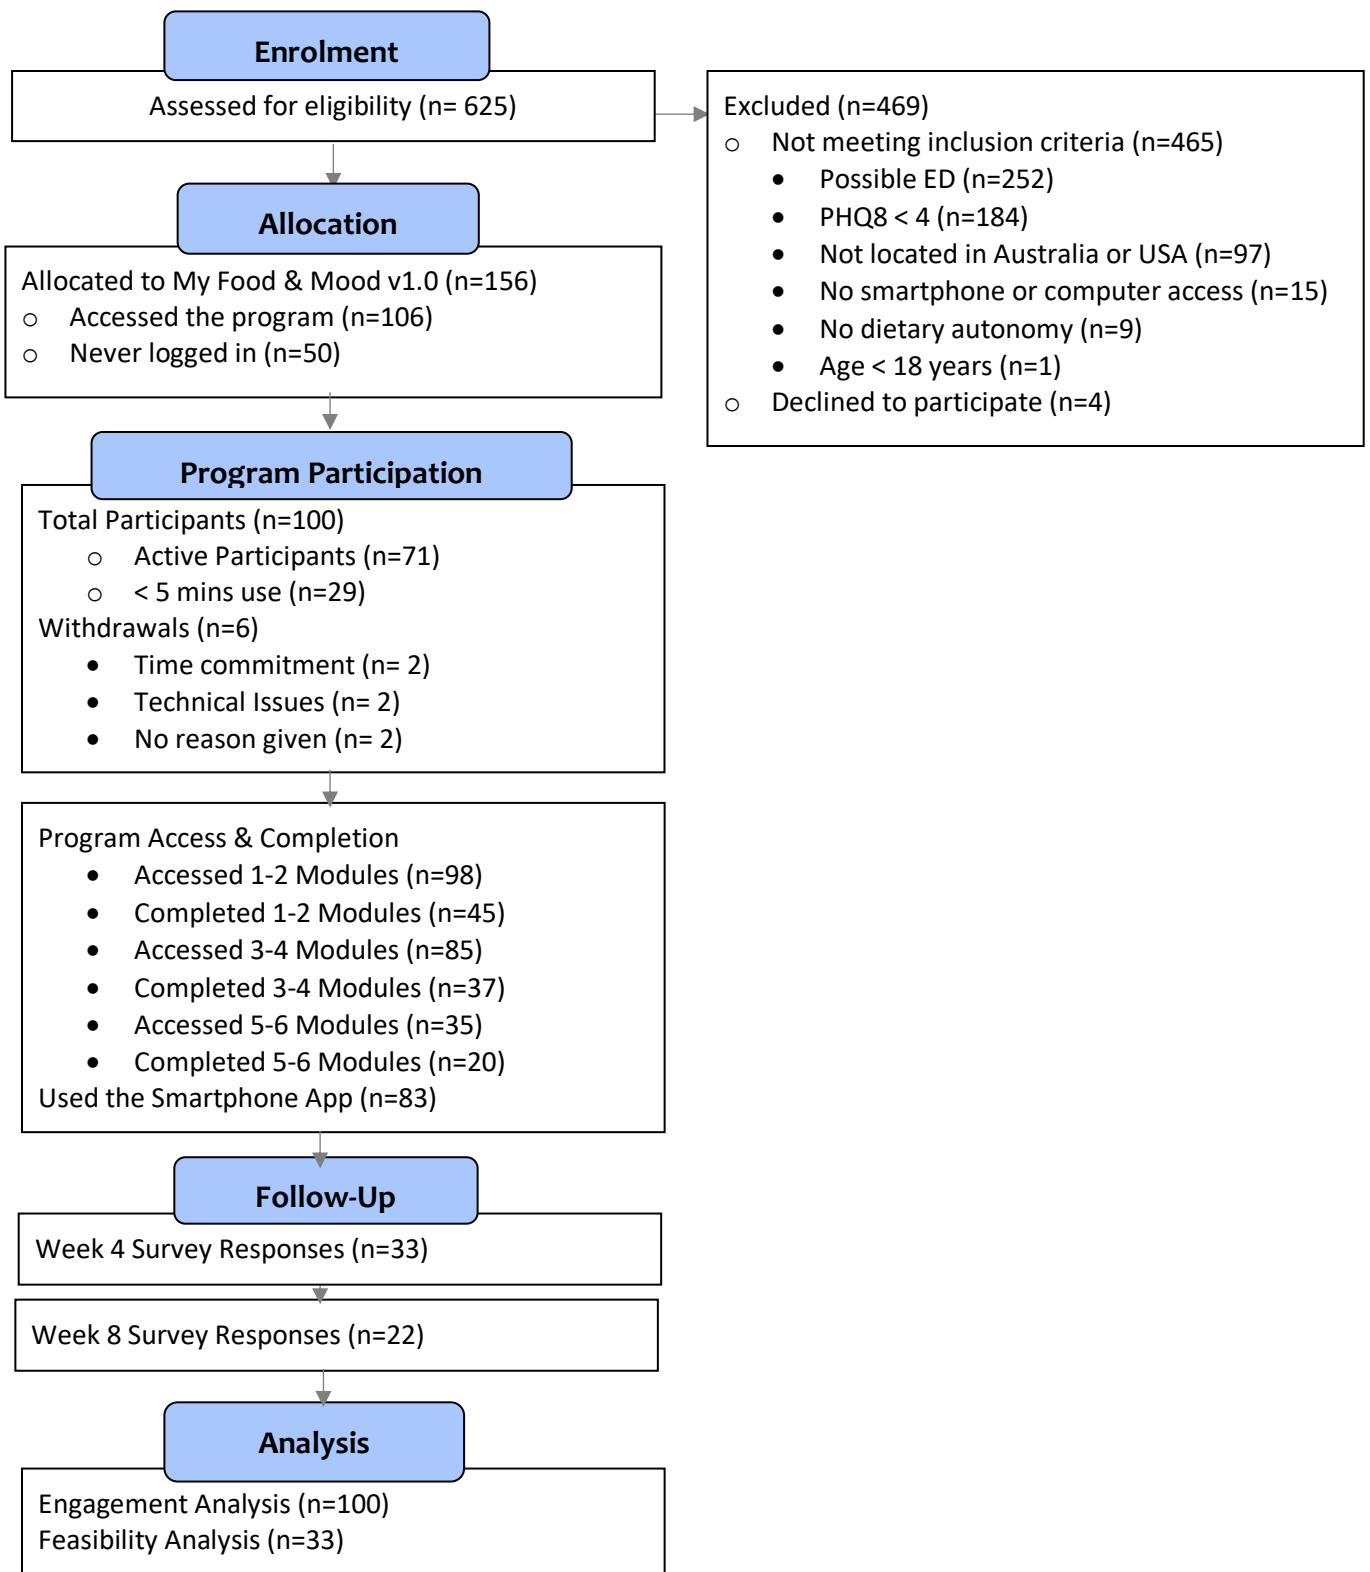 Enrolment
Assessed for eligibility (n= 625)
Excluded (n=469)
o Not meeting inclusion criteria (n=465)
• Possible ED (n=252)
• PHQ8 < 4 (n=184)
• Not located in Australia or USA (n=97)
• No smartphone or computer access (n=15)
• No dietary autonomy (n=9)
• Age < 18 years (n=1)
o Declined to participate (n=4)
Allocation
Allocated to My Food & Mood v1.0 (n=156)
o Accessed the program (n=106)
o Never logged in (n=50)
Program Participation
Total Participants (n=100)
o Active Participants (n=71)
o < 5 mins use (n=29)
Withdrawals (n=6)
• Time commitment (n= 2)
• Technical Issues (n= 2)
• No reason given (n= 2)
Program Access & Completion
• Accessed 1-2 Modules (n=98)
• Completed 1-2 Modules (n=45)
• Accessed 3-4 Modules (n=85)
• Completed 3-4 Modules (n=37)
• Accessed 5-6 Modules (n=35)
• Completed 5-6 Modules (n=20)
Used the Smartphone App (n=83)
Follow-Up
Week 4 Survey Responses (n=33)
Week 8 Survey Responses (n=22)
Analysis
Engagement Analysis (n=100)
Feasibility Analysis (n=33)